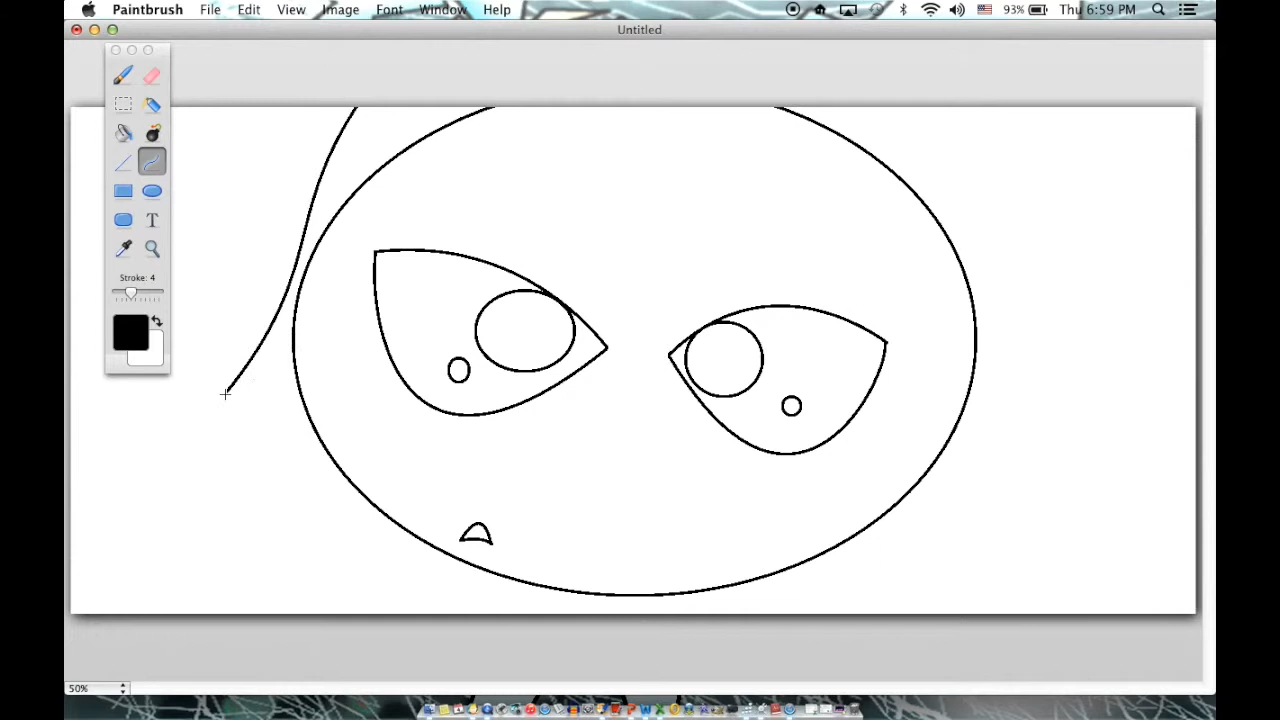 Paintbrush File Edit View Image Font Window Help 93% Thu 6:59 PM
Untitled
T
Stroke: 4
50%